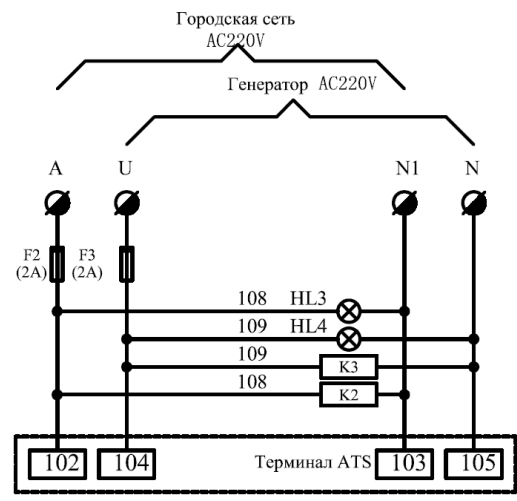 Городская сеть
AC220V
Генератор AC220V
A U N1 N
F2 F3
(2A) (2A)
108 HL3
109 HL4
109 K3
108 K2
102 104 Терминал ATS 103 105